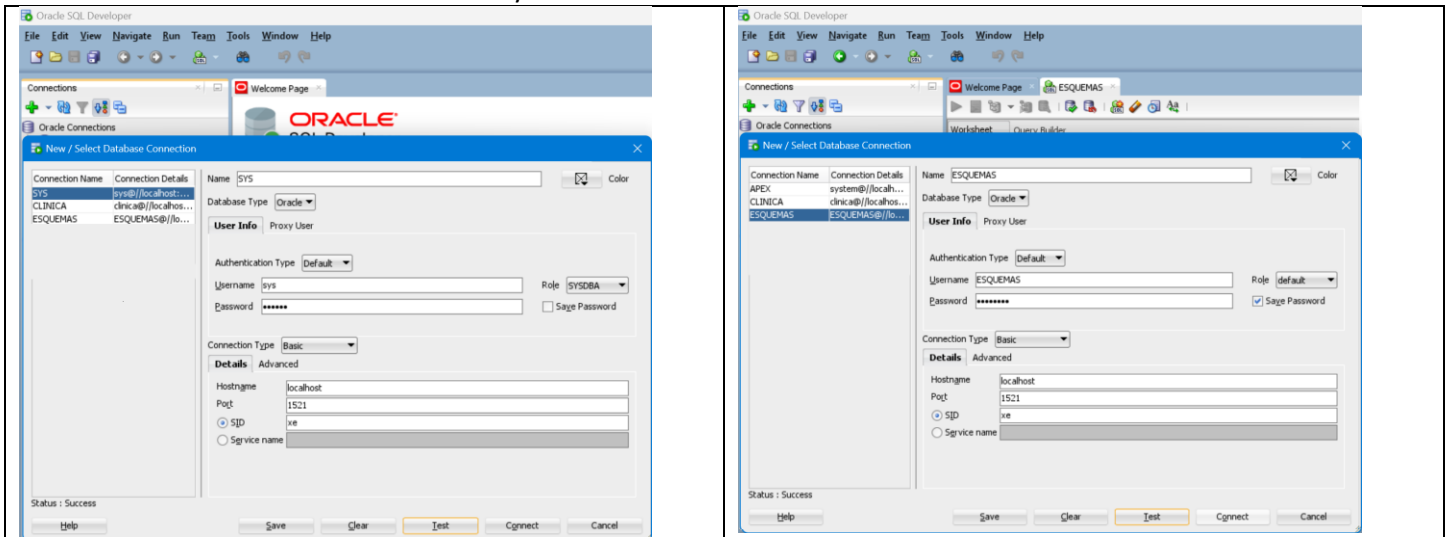 Oracle SQL Developer
File Edit View Navigate Run Team Tools Window Help
Connections
Welcome Page
Oracle Connections
ORACLE
New / Select Database Connection
Connection Name Connection Details
SYS sys@//localhost:...
CLINICA clinica@//localhos...
ESQUEMAS ESQUEMAS@//lo...
Name SYS
Color
Database Type Oracle
User Info Proxy User
Authentication Type Default
Username sys
Role SYSDBA
Password ••••••
Save Password
Connection Type Basic
Details Advanced
Hostname localhost
Port 1521
SID xe
Service name
Status : Success
Help Save Clear Test Connect Cancel
Oracle SQL Developer
File Edit View Navigate Run Team Tools Window Help
Connections
Welcome Page ESQUEMAS
Oracle Connections
Worksheet Query Builder
New / Select Database Connection
Connection Name Connection Details
APEX system@//localh...
CLINICA clinica@//localhos...
ESQUEMAS ESQUEMAS@//lo...
Name ESQUEMAS
Color
Database Type Oracle
User Info Proxy User
Authentication Type Default
Username ESQUEMAS
Role default
Password ••••••••
Save Password
Connection Type Basic
Details Advanced
Hostname localhost
Port 1521
SID xe
Service name
Status : Success
Help Save Clear Test Connect Cancel